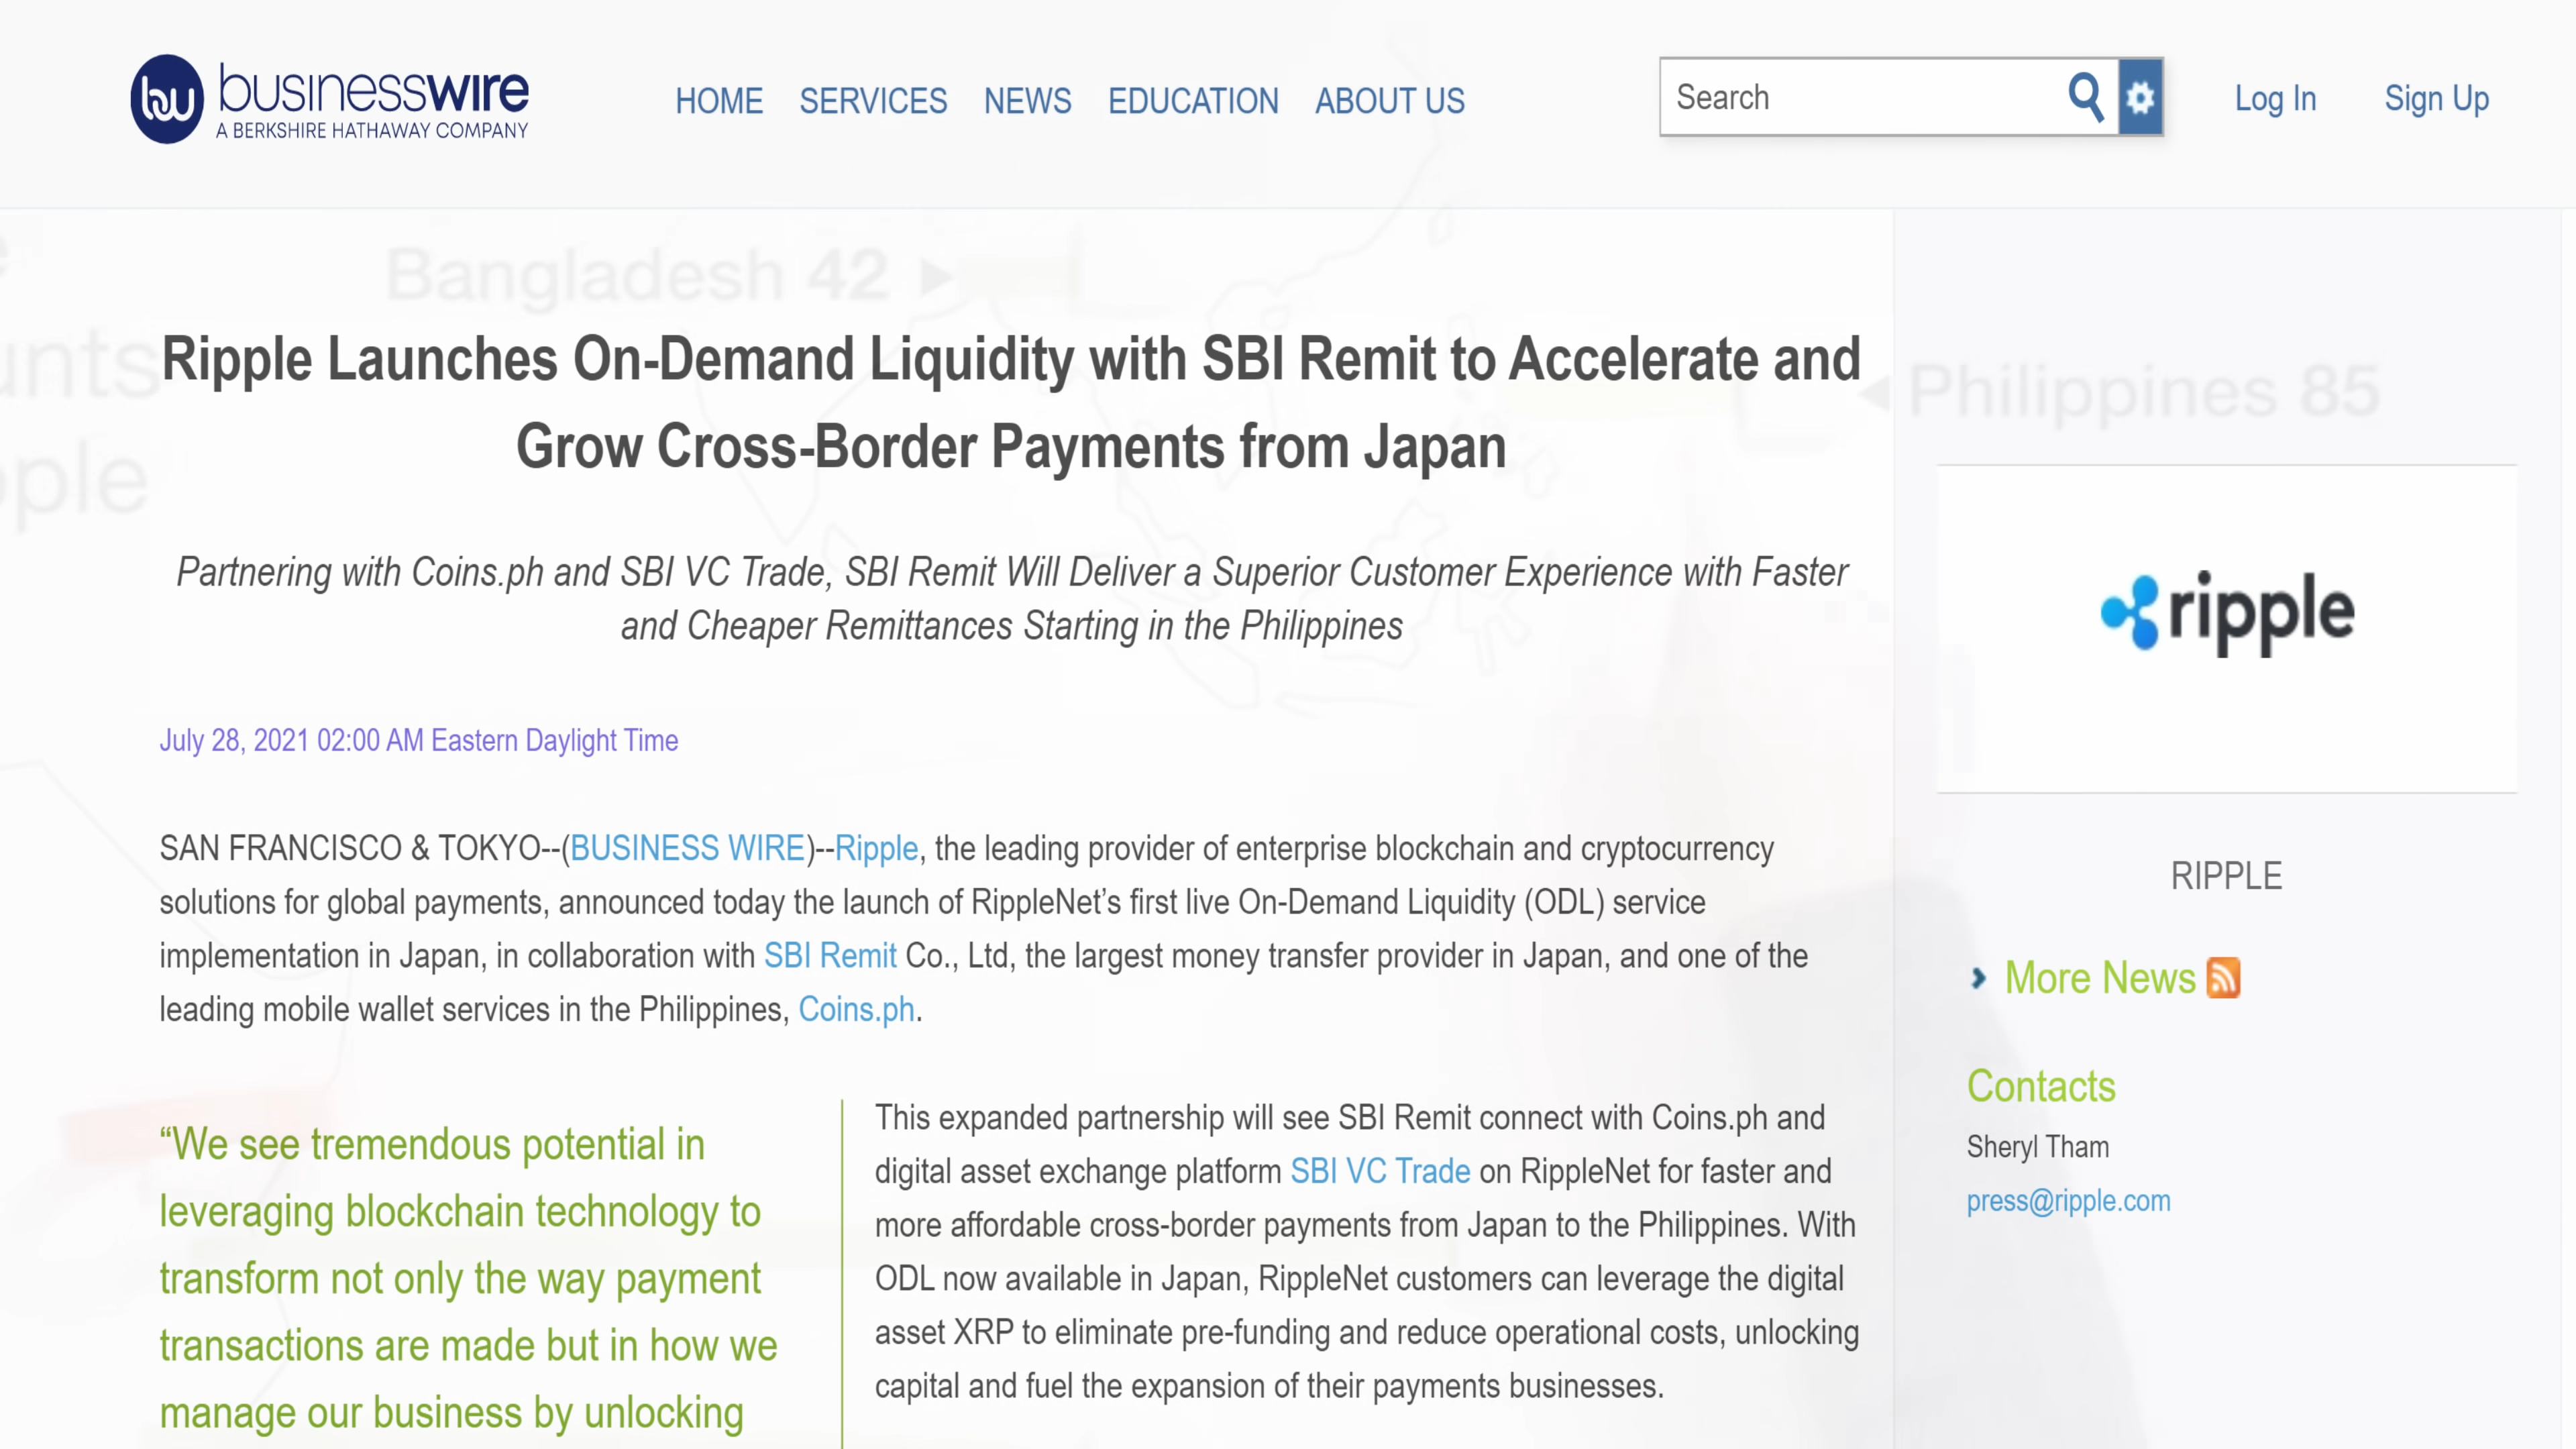 bw businesswire
A BERKSHIRE HATHAWAY COMPANY
HOME SERVICES NEWS EDUCATION ABOUT US
Search
Log In Sign Up
Bangladesh 42
Philippines 85
Ripple Launches On-Demand Liquidity with SBI Remit to Accelerate and
Grow Cross-Border Payments from Japan
Partnering with Coins.ph and SBI VC Trade, SBI Remit Will Deliver a Superior Customer Experience with Faster
and Cheaper Remittances Starting in the Philippines
July 28, 2021 02:00 AM Eastern Daylight Time
SAN FRANCISCO & TOKYO--(BUSINESS WIRE)--Ripple, the leading provider of enterprise blockchain and cryptocurrency
solutions for global payments, announced today the launch of RippleNet’s first live On-Demand Liquidity (ODL) service
implementation in Japan, in collaboration with SBI Remit Co., Ltd, the largest money transfer provider in Japan, and one of the
leading mobile wallet services in the Philippines, Coins.ph.
“We see tremendous potential in
leveraging blockchain technology to
transform not only the way payment
transactions are made but in how we
manage our business by unlocking
This expanded partnership will see SBI Remit connect with Coins.ph and
digital asset exchange platform SBI VC Trade on RippleNet for faster and
more affordable cross-border payments from Japan to the Philippines. With
ODL now available in Japan, RippleNet customers can leverage the digital
asset XRP to eliminate pre-funding and reduce operational costs, unlocking
capital and fuel the expansion of their payments businesses.
ripple
RIPPLE
More News
Contacts
Sheryl Tham
press@ripple.com